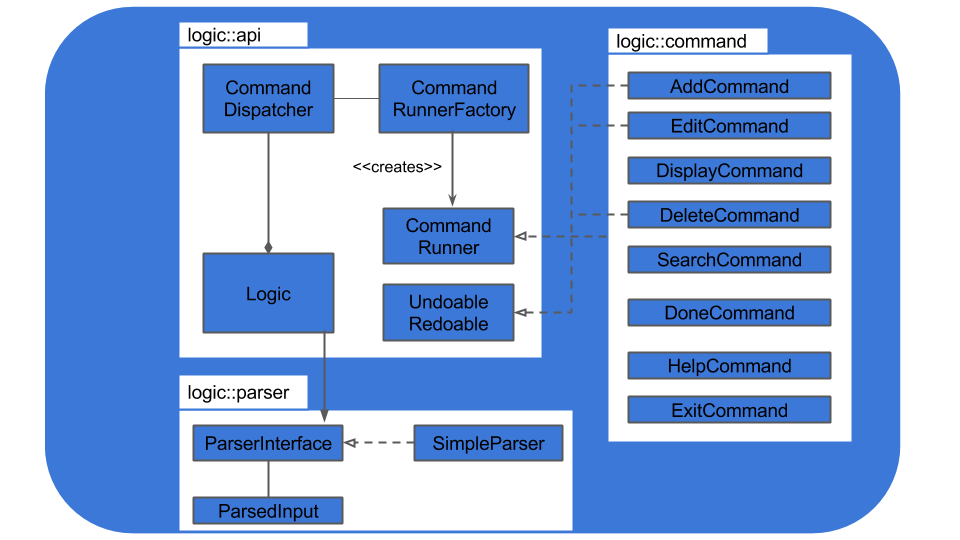 logic::api
Command
Dispatcher
Command
RunnerFactory
<<creates>>
Command
Runner
Logic
Undoable
Redoable
logic::parser
ParserInterface
SimpleParser
ParsedInput
logic::command
AddCommand
EditCommand
DisplayCommand
DeleteCommand
SearchCommand
DoneCommand
HelpCommand
ExitCommand